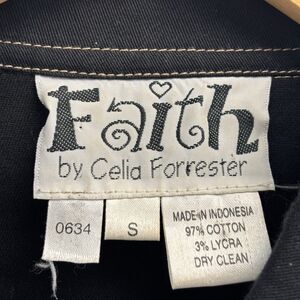 Faith
by Celia Forrester
0634
S
MADE IN INDONESIA
97% COTTON
3% LYCRA
DRY CLEAN